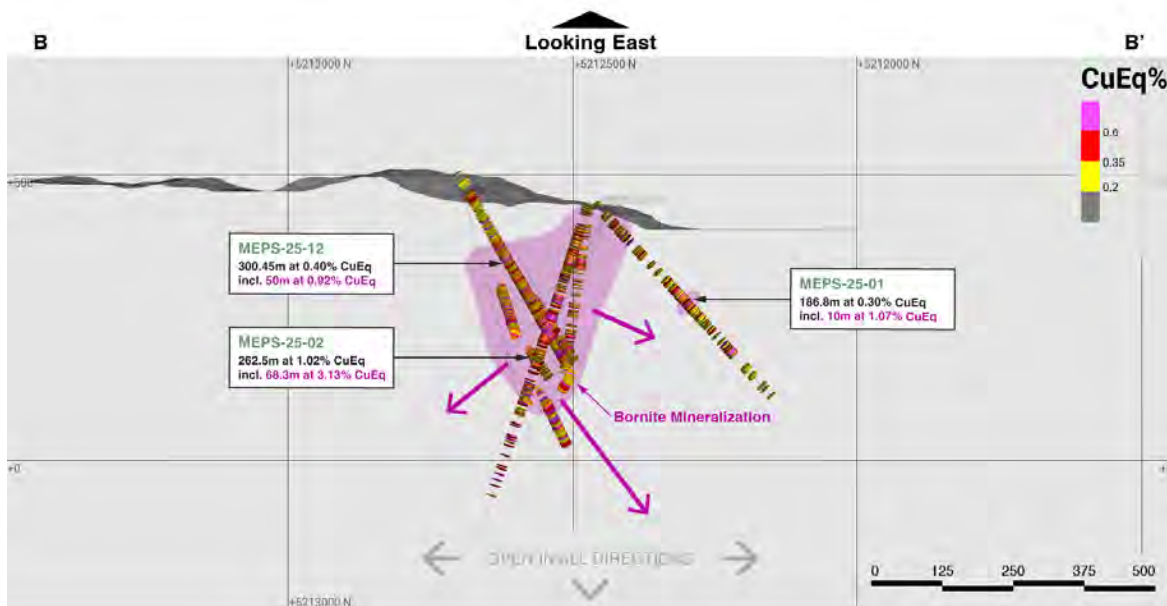 B
Looking East
B'
+5213000 N
+5212500 N
+5212000 N
CuEq%
0.6
0.35
0.2
+500
MEPS-25-12
300.45m at 0.40% CuEq
incl. 50m at 0.92% CuEq
MEPS-25-01
186.8m at 0.30% CuEq
incl. 10m at 1.07% CuEq
MEPS-25-02
262.5m at 1.02% CuEq
incl. 68.3m at 3.13% CuEq
Bornite Mineralization
+0
OPEN IN ALL DIRECTIONS
0 125 250 375 500
+5213000 N